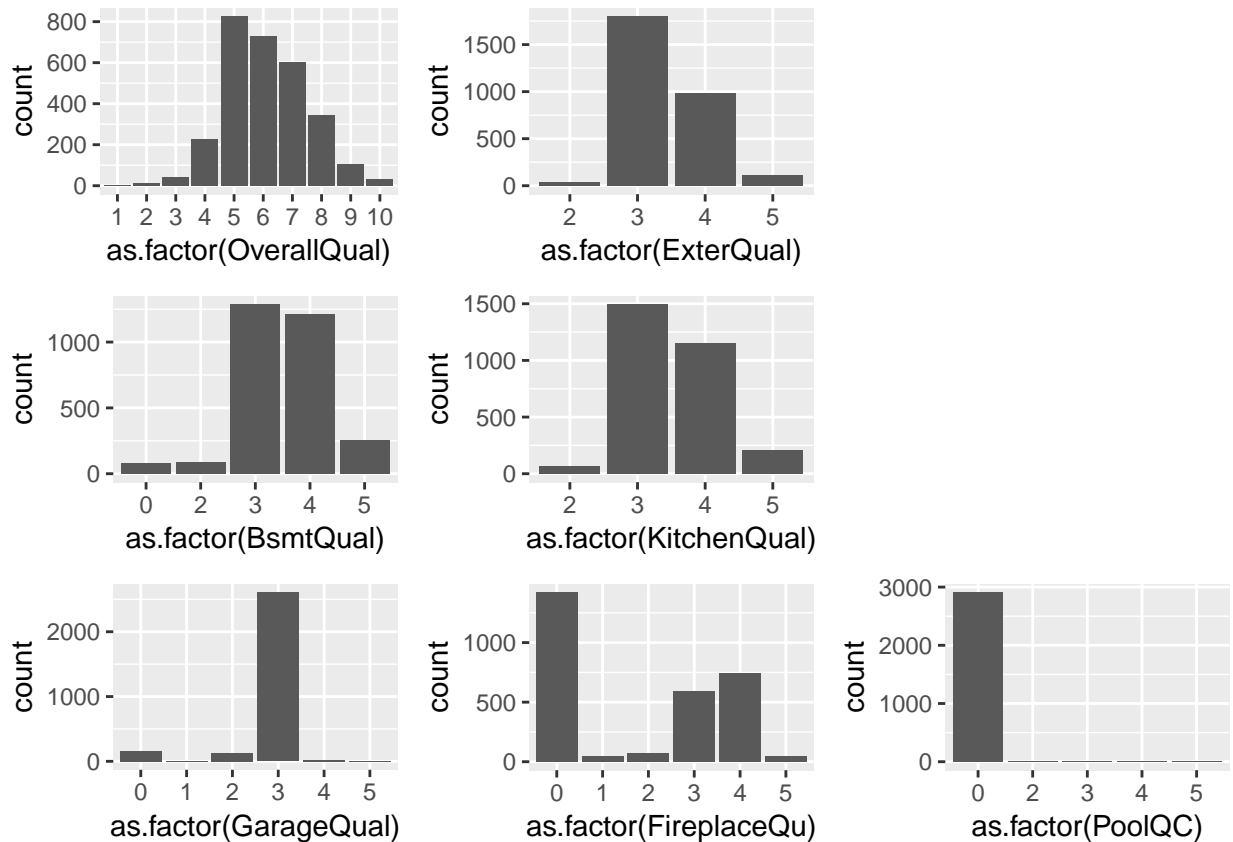 800
600
400
200
0
count
1 2 3 4 5 6 7 8 9 10
as.factor(OverallQual)
1500
1000
500
0
count
2 3 4 5
as.factor(ExterQual)
1000
500
0
count
0 2 3 4 5
as.factor(BsmtQual)
1500
1000
500
0
count
2 3 4 5
as.factor(KitchenQual)
2000
1000
0
count
0 1 2 3 4 5
as.factor(GarageQual)
1000
500
0
count
0 1 2 3 4 5
as.factor(FireplaceQu)
3000
2000
1000
0
count
0 2 3 4 5
as.factor(PoolQC)